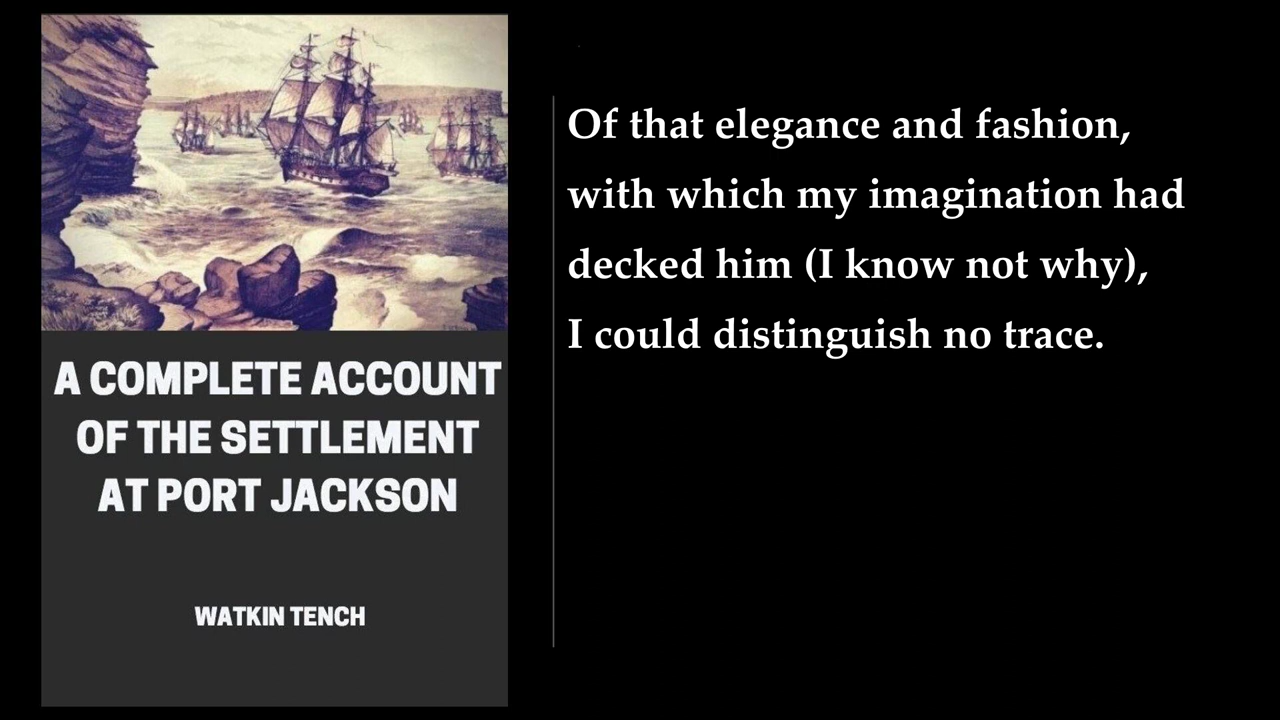 A COMPLETE ACCOUNT
OF THE SETTLEMENT
AT PORT JACKSON
WATKIN TENCH
Of that elegance and fashion,
with which my imagination had
decked him (I know not why),
I could distinguish no trace.